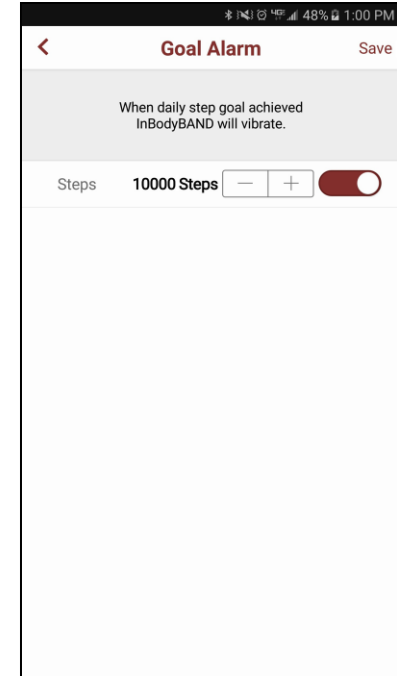 48% 1:00 PM
Goal Alarm Save
When daily step goal achieved
InBodyBAND will vibrate.
Steps 10000 Steps − +